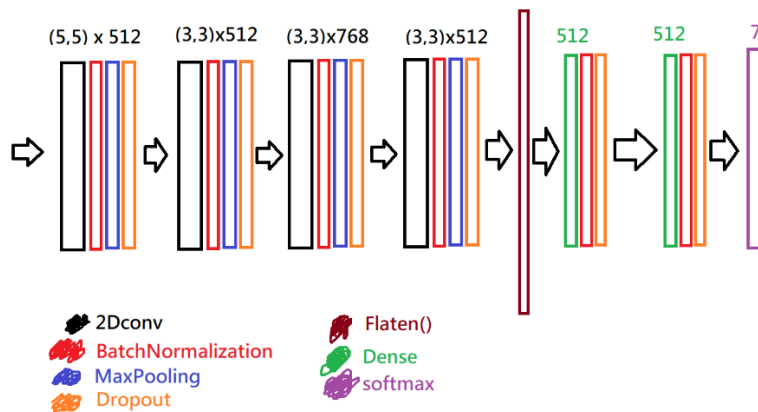 (5,5) x 512
(3,3)x512
(3,3)x768
(3,3)x512
512
512
7
2Dconv
BatchNormalization
MaxPooling
Dropout
Flaten()
Dense
softmax